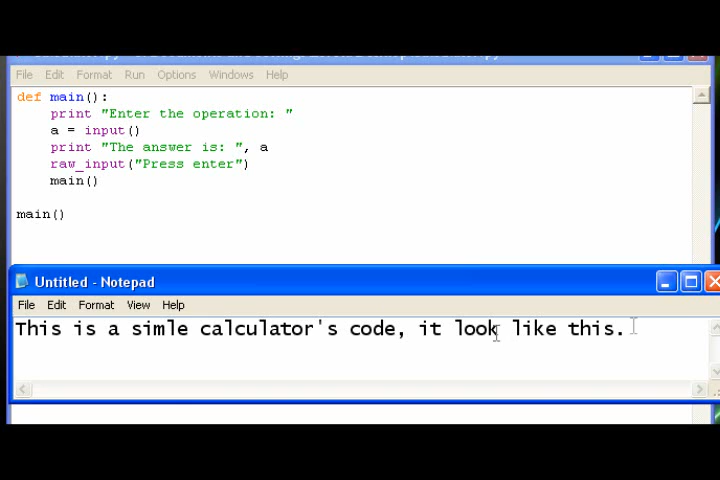 File Edit Format Run Options Windows Help
def main():
    print "Enter the operation: "
    a = input()
    print "The answer is: ", a
    raw_input("Press enter")
    main()
main()
Untitled - Notepad
File Edit Format View Help
This is a simle calculator's code, it look like this.